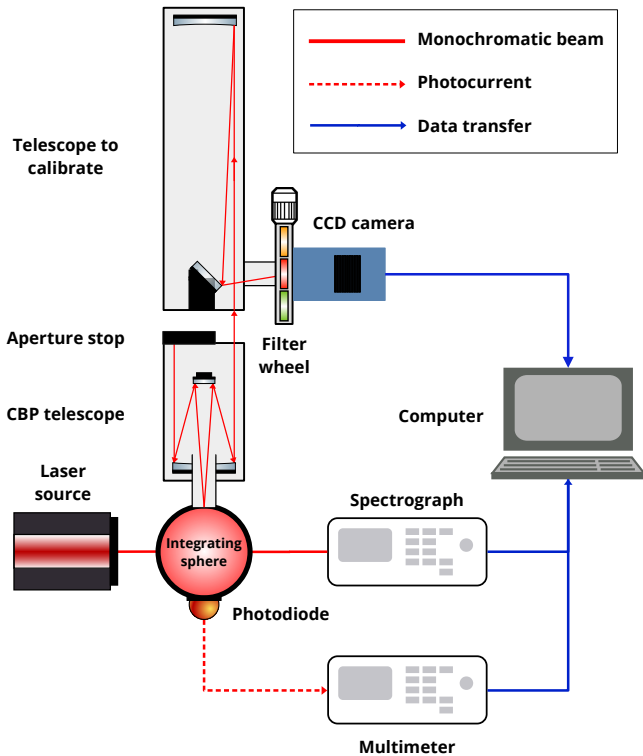 Monochromatic beam
Photocurrent
Data transfer
Telescope to
calibrate
CCD camera
Aperture stop
Filter
wheel
CBP telescope
Computer
Laser
source
Spectrograph
Integrating
sphere
Photodiode
Multimeter